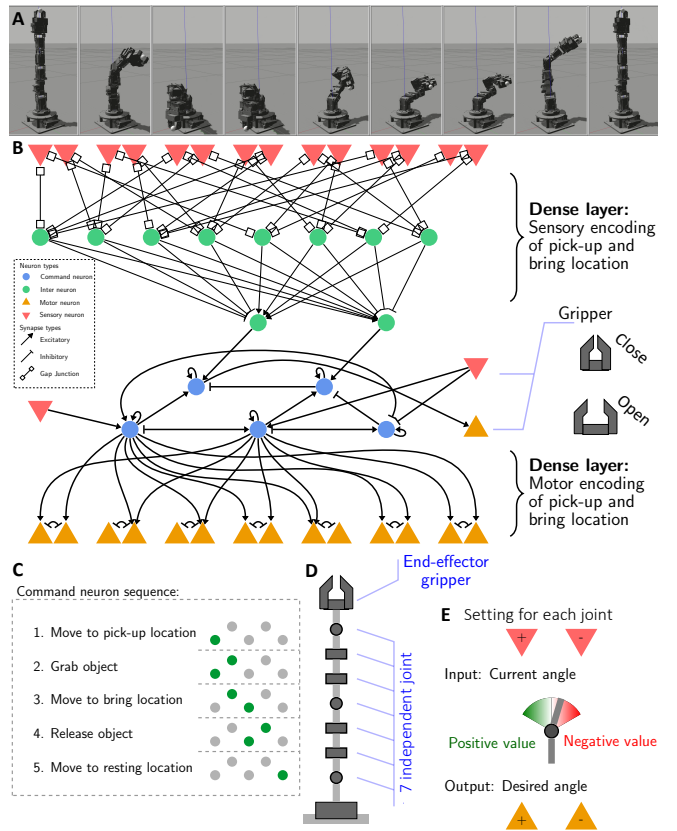 A
B
Dense layer:
Sensory encoding
of pick-up and
bring location
Neuron types
Command neuron
Inter neuron
Motor neuron
Sensory neuron
Synapse types
Excitatory
Inhibitory
Gap Junction
Gripper
Close
Open
Dense layer:
Motor encoding
of pick-up and
bring location
C
Command neuron sequence:
1. Move to pick-up location
2. Grab object
3. Move to bring location
4. Release object
5. Move to resting location
D
End-effector
gripper
7 independent joint
E
Setting for each joint
+ -
Input: Current angle
Positive value
Negative value
Output: Desired angle
+ -